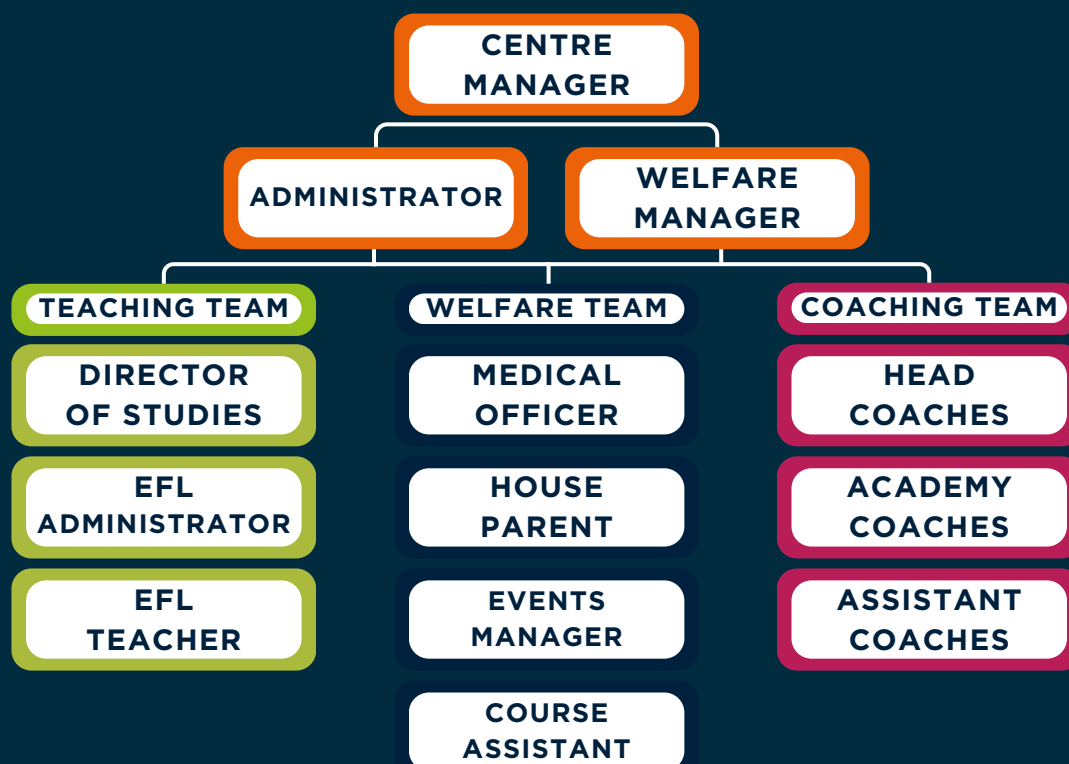 CENTRE
MANAGER
ADMINISTRATOR
WELFARE
MANAGER
TEACHING TEAM
DIRECTOR
OF STUDIES
EFL
ADMINISTRATOR
EFL
TEACHER
WELFARE TEAM
MEDICAL
OFFICER
HOUSE
PARENT
EVENTS
MANAGER
COURSE
ASSISTANT
COACHING TEAM
HEAD
COACHES
ACADEMY
COACHES
ASSISTANT
COACHES